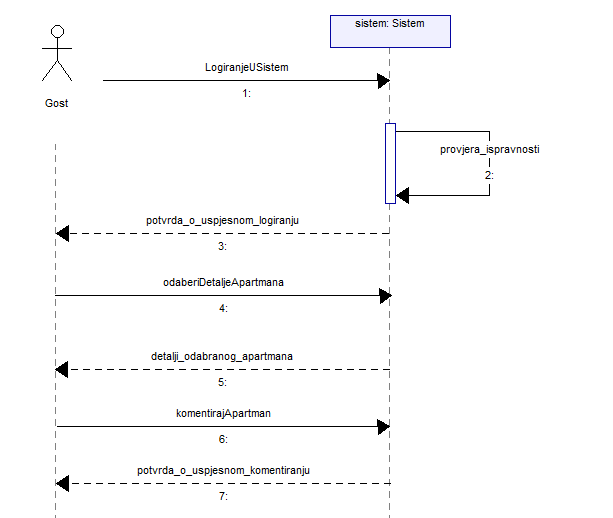 sistem: Sistem
LogiranjeUSistem
1:
Gost
provjera_ispravnosti
2:
potvrda_o_uspjesnom_logiranju
3:
odaberiDetaljeApartmana
4:
detalji_odabranog_apartmana
5:
komentirajApartman
6:
potvrda_o_uspjesnom_komentiranju
7: